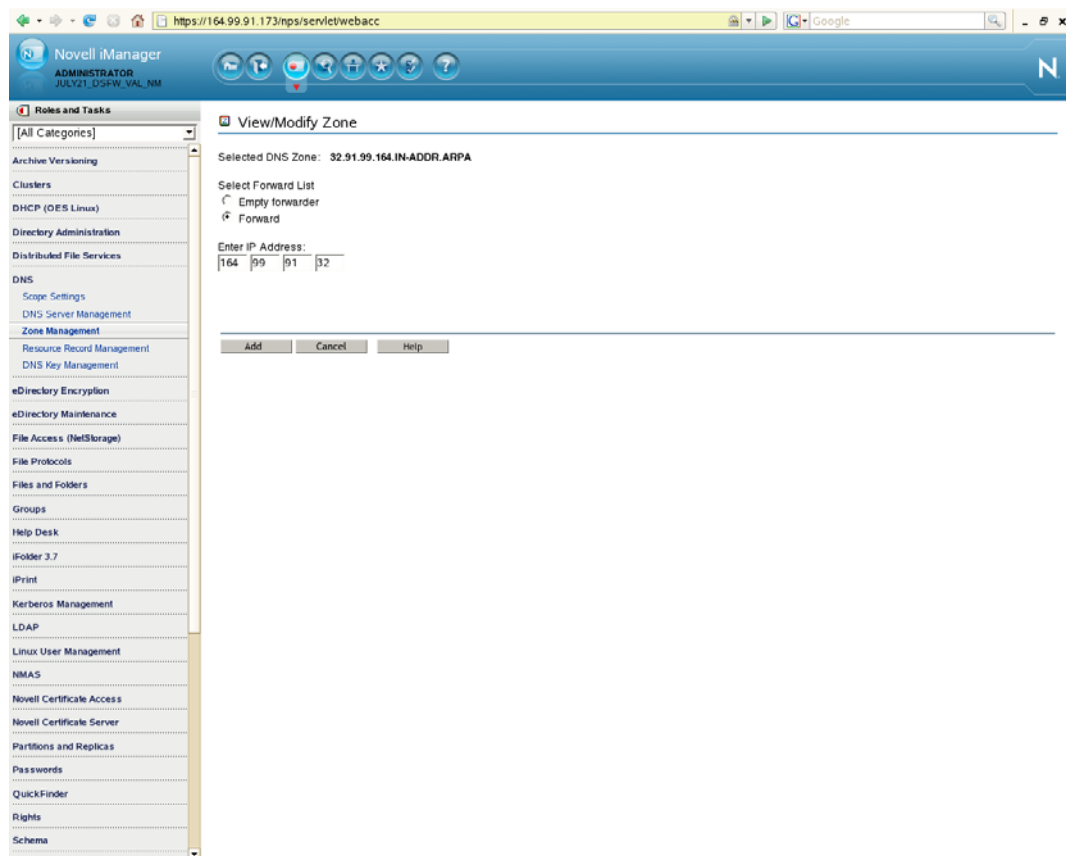 https://164.99.91.173/nps/servlet/webacc
Google
Novell iManager
ADMINISTRATOR
JULY21_DSFW_VAL_NM
N
Roles and Tasks
[All Categories]
Archive Versioning
Clusters
DHCP (OES Linux)
Directory Administration
Distributed File Services
DNS
Scope Settings
DNS Server Management
Zone Management
Resource Record Management
DNS Key Management
eDirectory Encryption
eDirectory Maintenance
File Access (NetStorage)
File Protocols
Files and Folders
Groups
Help Desk
iFolder 3.7
iPrint
Kerberos Management
LDAP
Linux User Management
NMAS
Novell Certificate Access
Novell Certificate Server
Partitions and Replicas
Passwords
QuickFinder
Rights
Schema
View/Modify Zone
Selected DNS Zone: 32.91.99.164.IN-ADDR.ARPA
Select Forward List
Empty forwarder
Forward
Enter IP Address:
164 99 91 32
Add Cancel Help